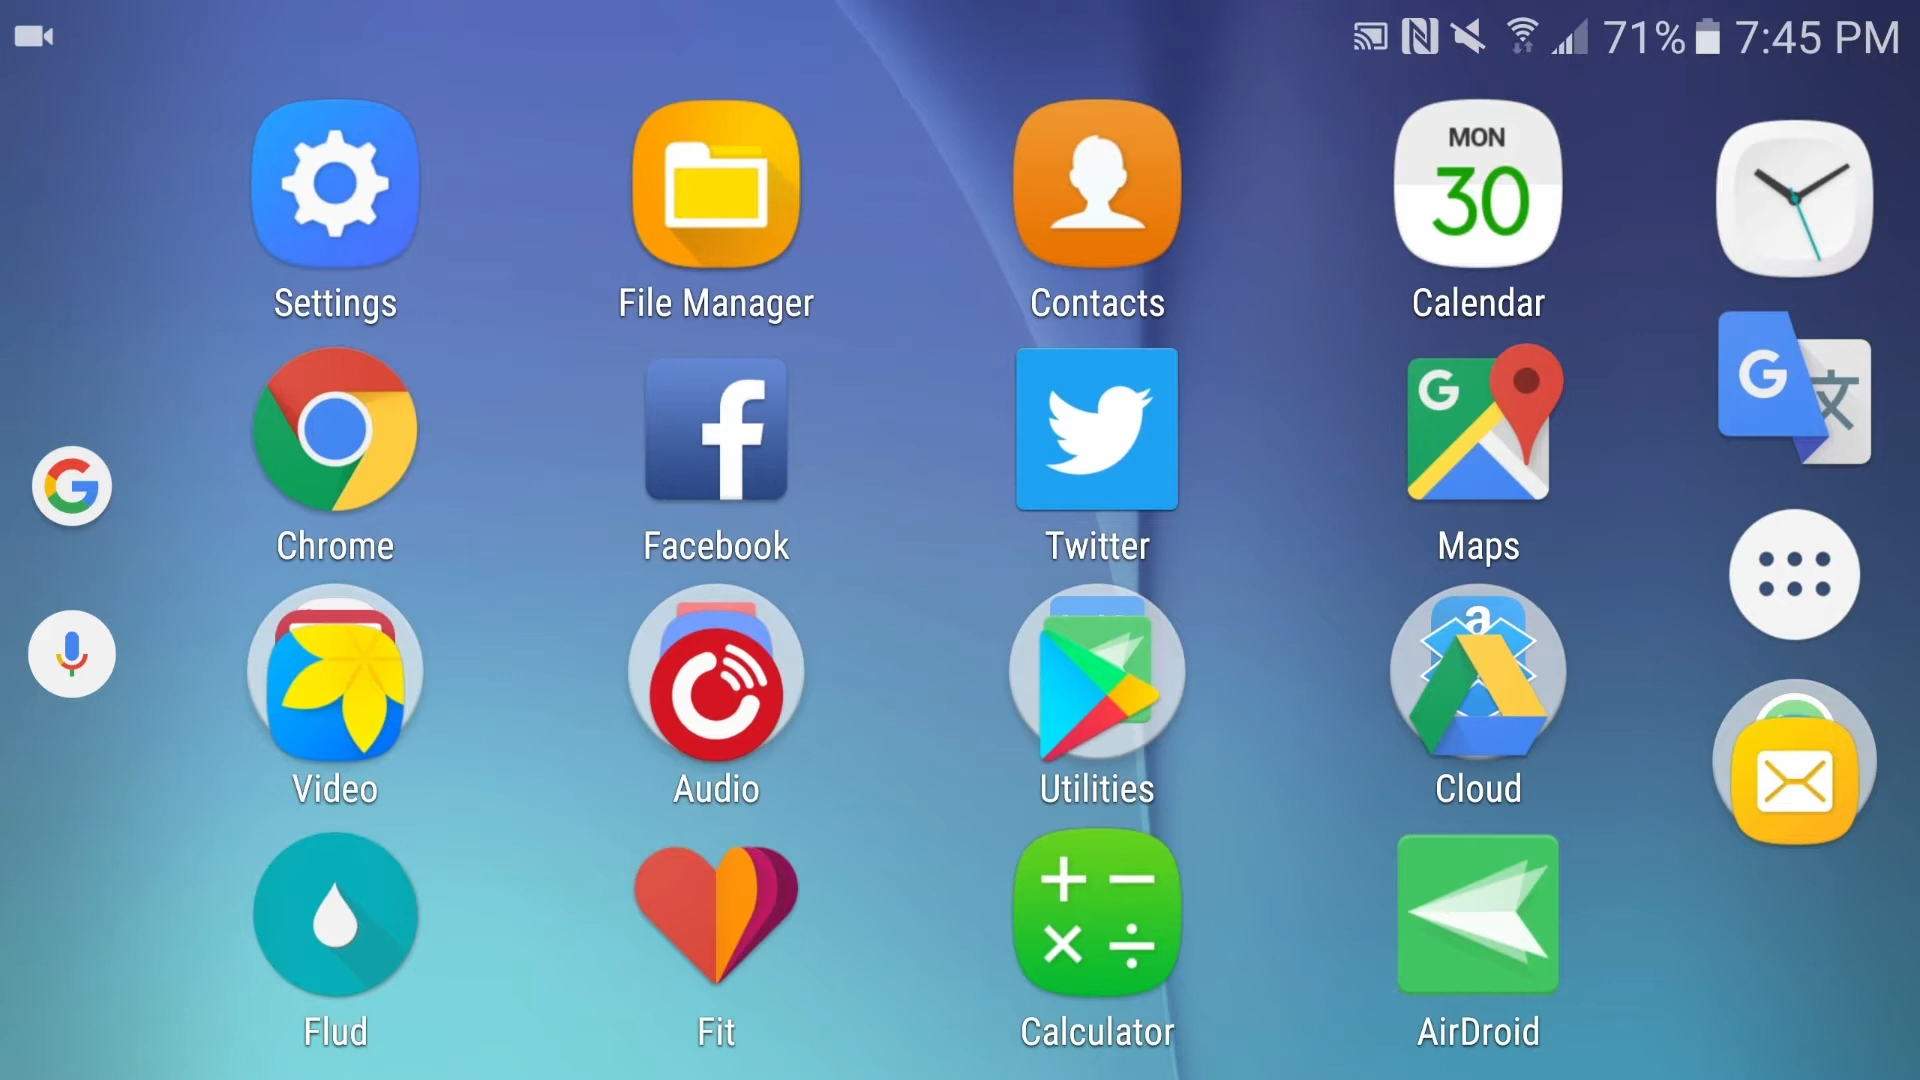 71% 7:45 PM
MON
30
Settings File Manager Contacts Calendar
G
G 文
f
G
Chrome Facebook Twitter Maps
a
Video Audio Utilities Cloud
+ −
× ÷
Flud Fit Calculator AirDroid